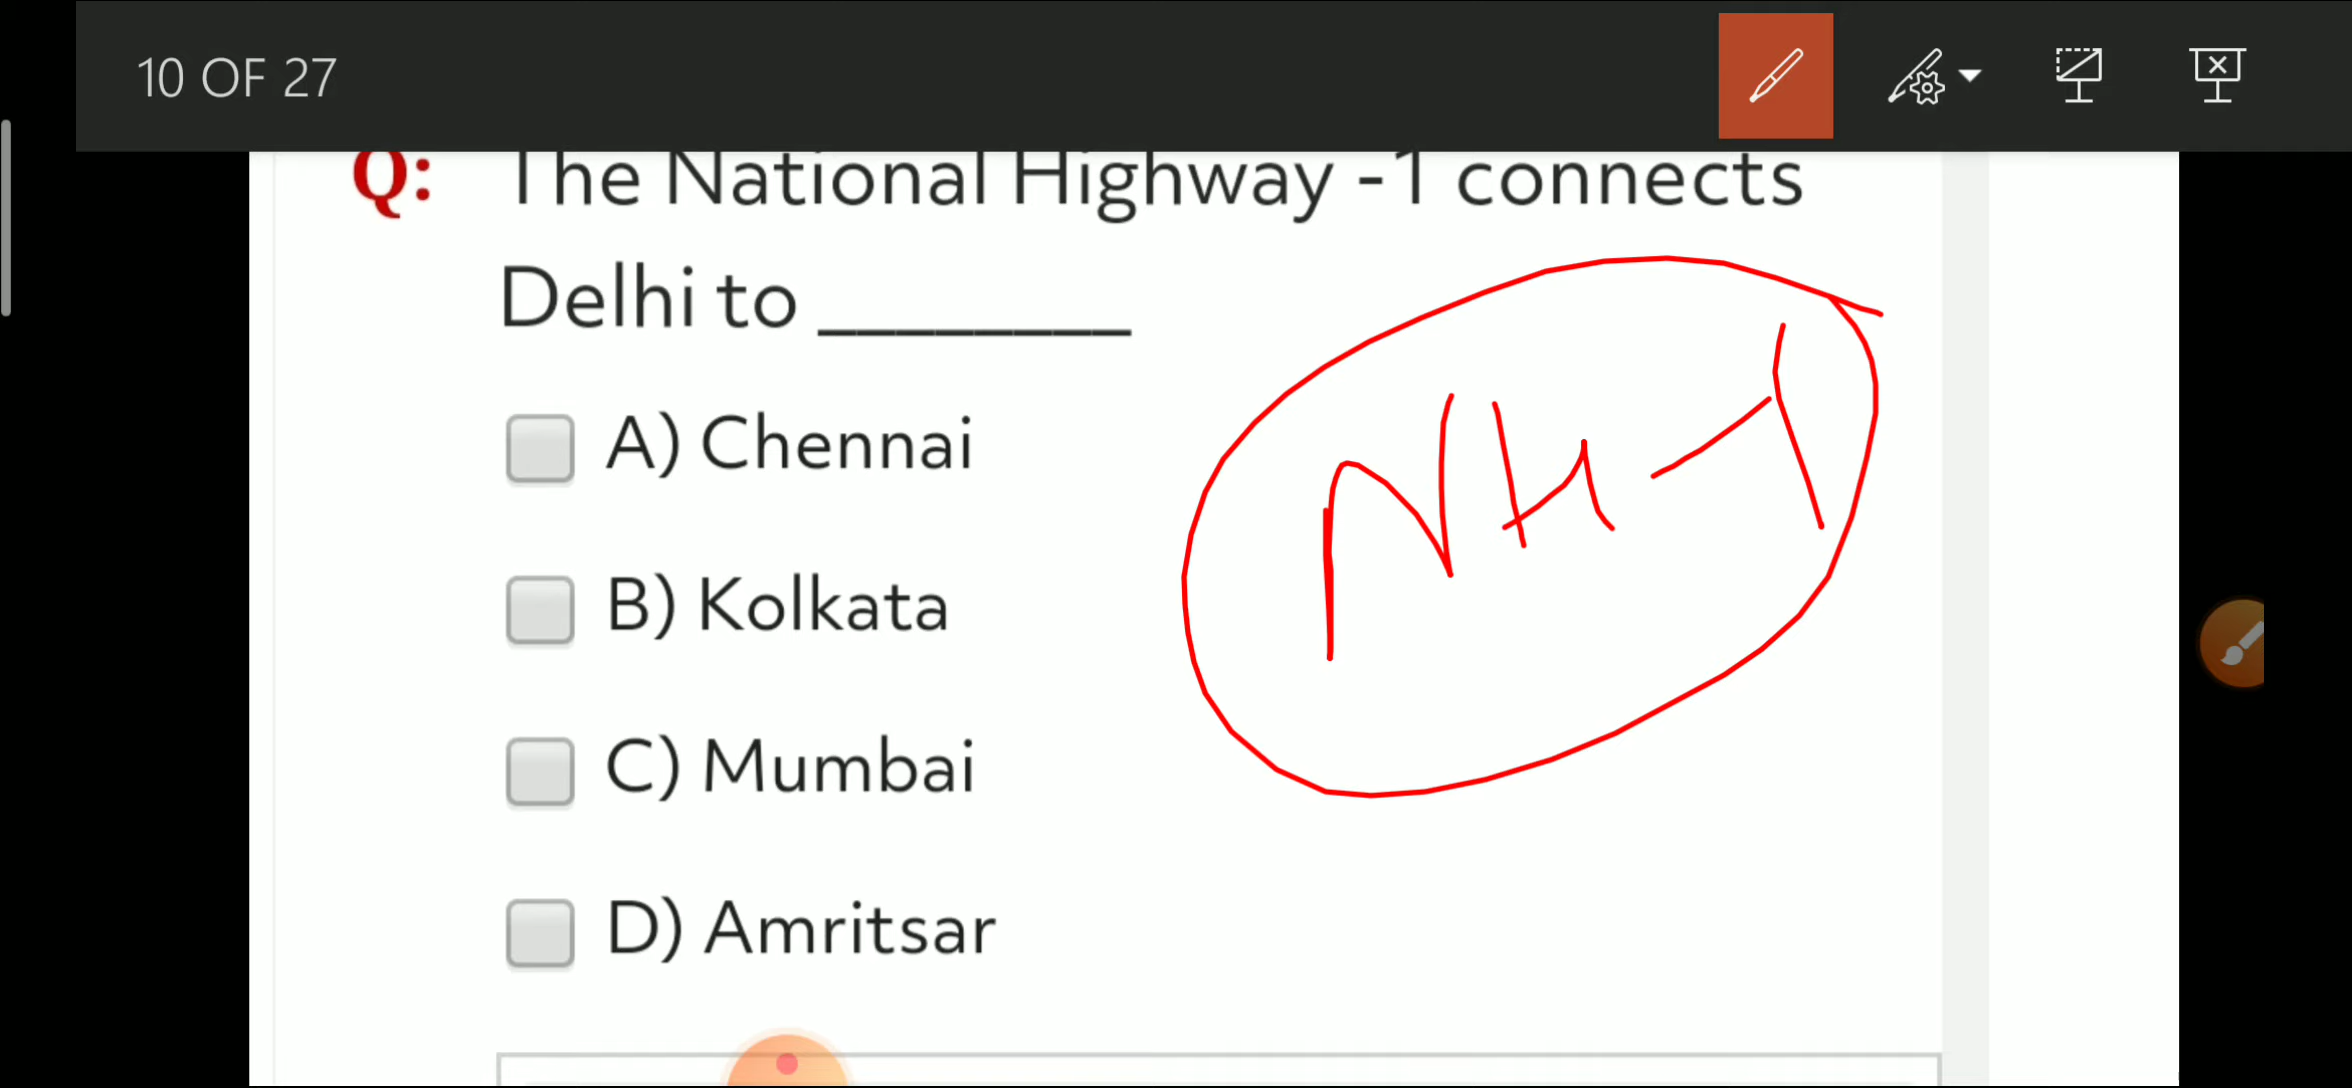 10 OF 27
Q: The National Highway -1 connects
Delhi to ________
A) Chennai
B) Kolkata
C) Mumbai
D) Amritsar
NH-1